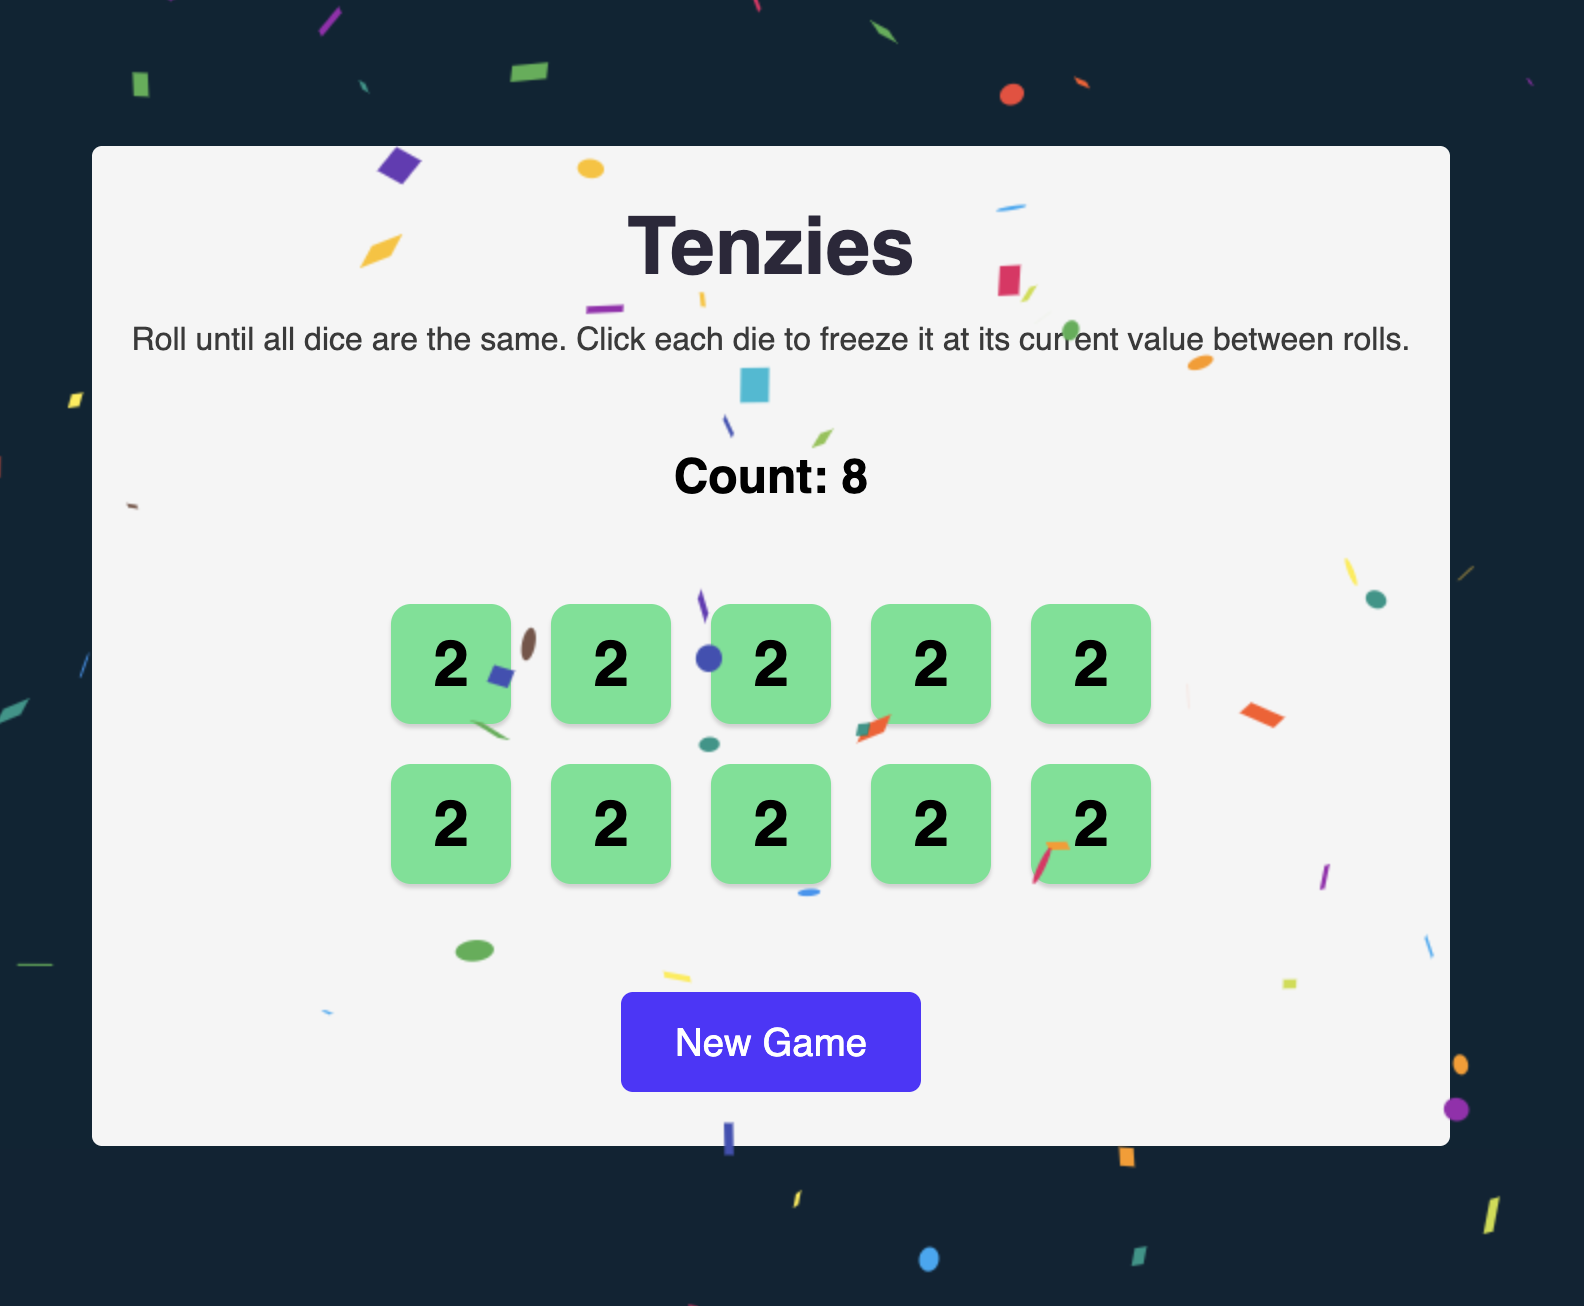 Tenzies
Roll until all dice are the same. Click each die to freeze it at its current value between rolls.
Count: 8
2 2 2 2 2
2 2 2 2 2
New Game